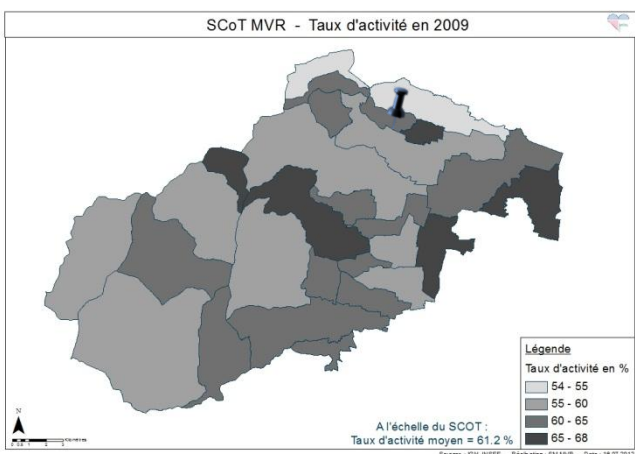 SCoT MVR - Taux d'activité en 2009
Légende
Taux d'activité en %
54 - 55
55 - 60
60 - 65
65 - 68
A l'échelle du SCOT :
Taux d'activité moyen = 61.2 %
N
Kilomètres